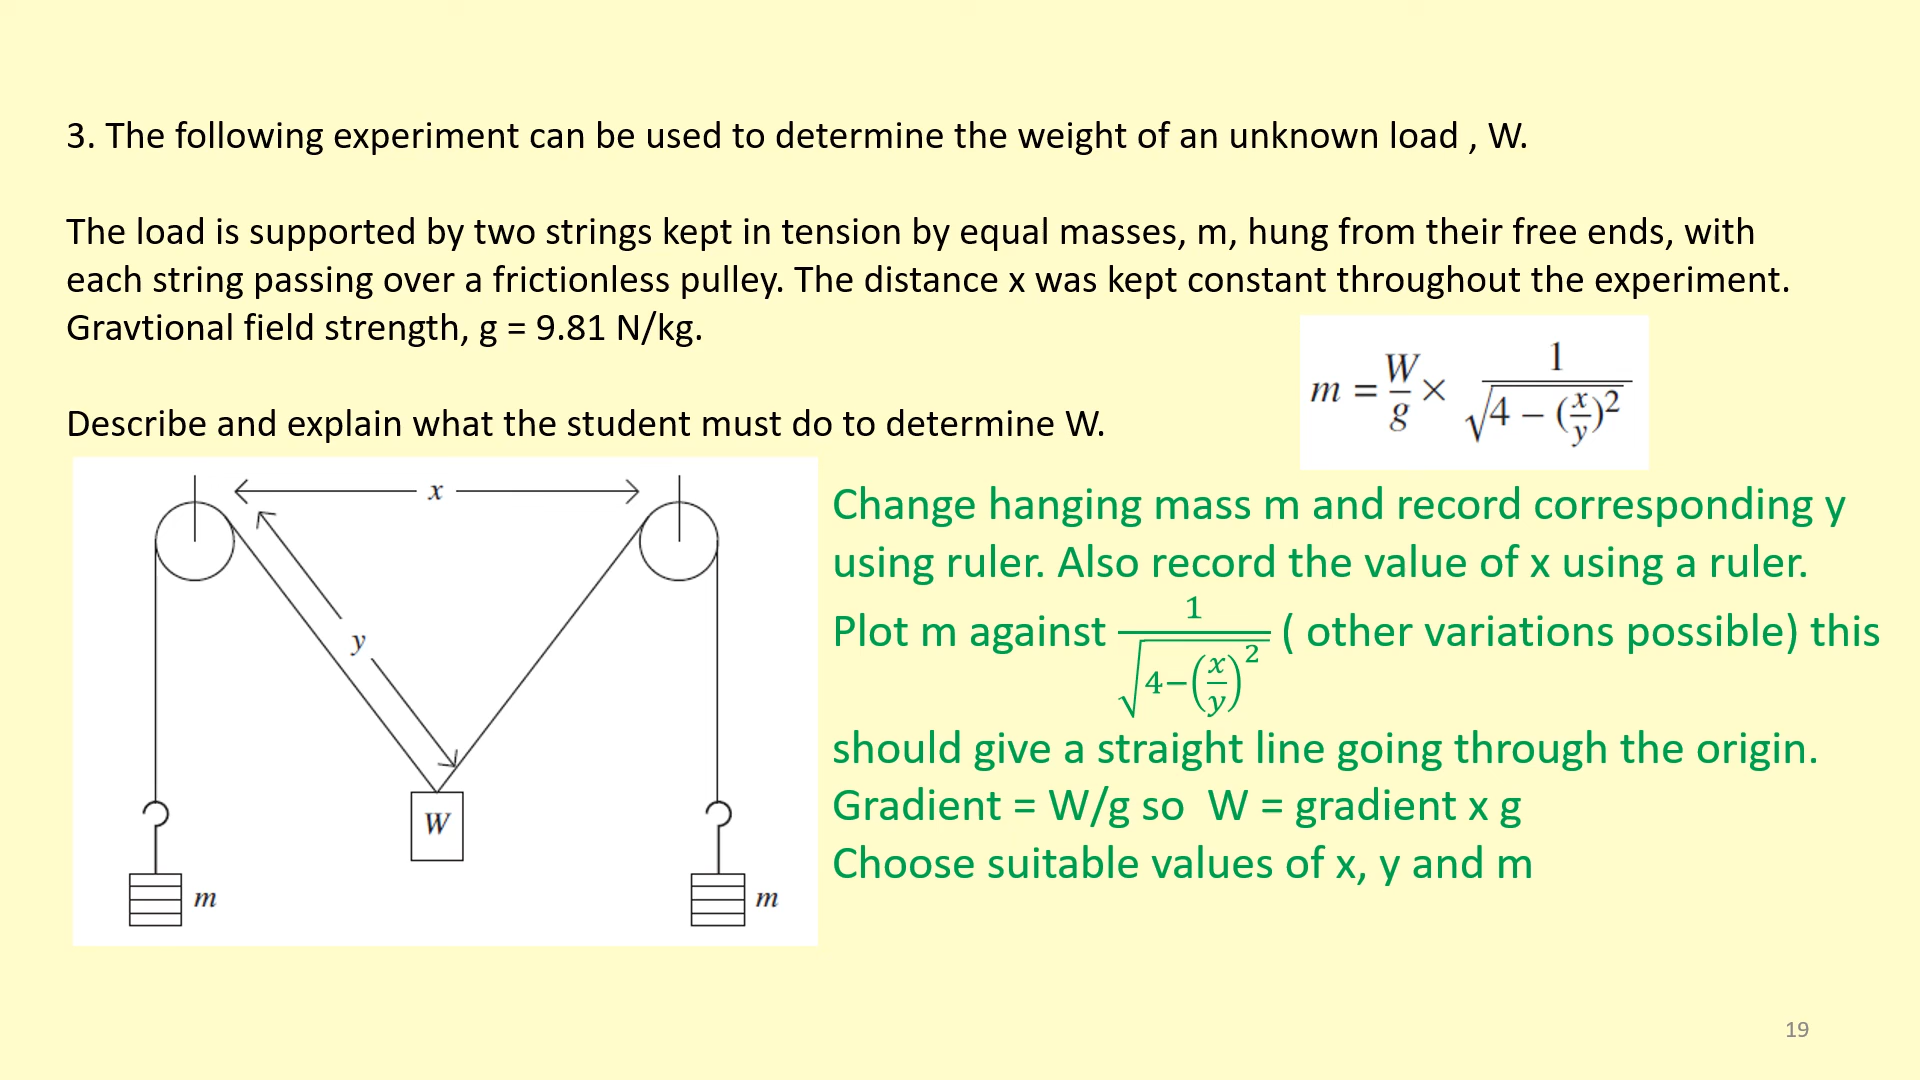 3. The following experiment can be used to determine the weight of an unknown load , W.
The load is supported by two strings kept in tension by equal masses, m, hung from their free ends, with
each string passing over a frictionless pulley. The distance x was kept constant throughout the experiment.
Gravtional field strength, g = 9.81 N/kg.
m = W/g × 1/√(4 – (x/y)²)
Describe and explain what the student must do to determine W.
x
y
W
m
m
Change hanging mass m and record corresponding y
using ruler. Also record the value of x using a ruler.
Plot m against 1/√(4−(x/y)²) ( other variations possible) this
should give a straight line going through the origin.
Gradient = W/g so W = gradient x g
Choose suitable values of x, y and m
19